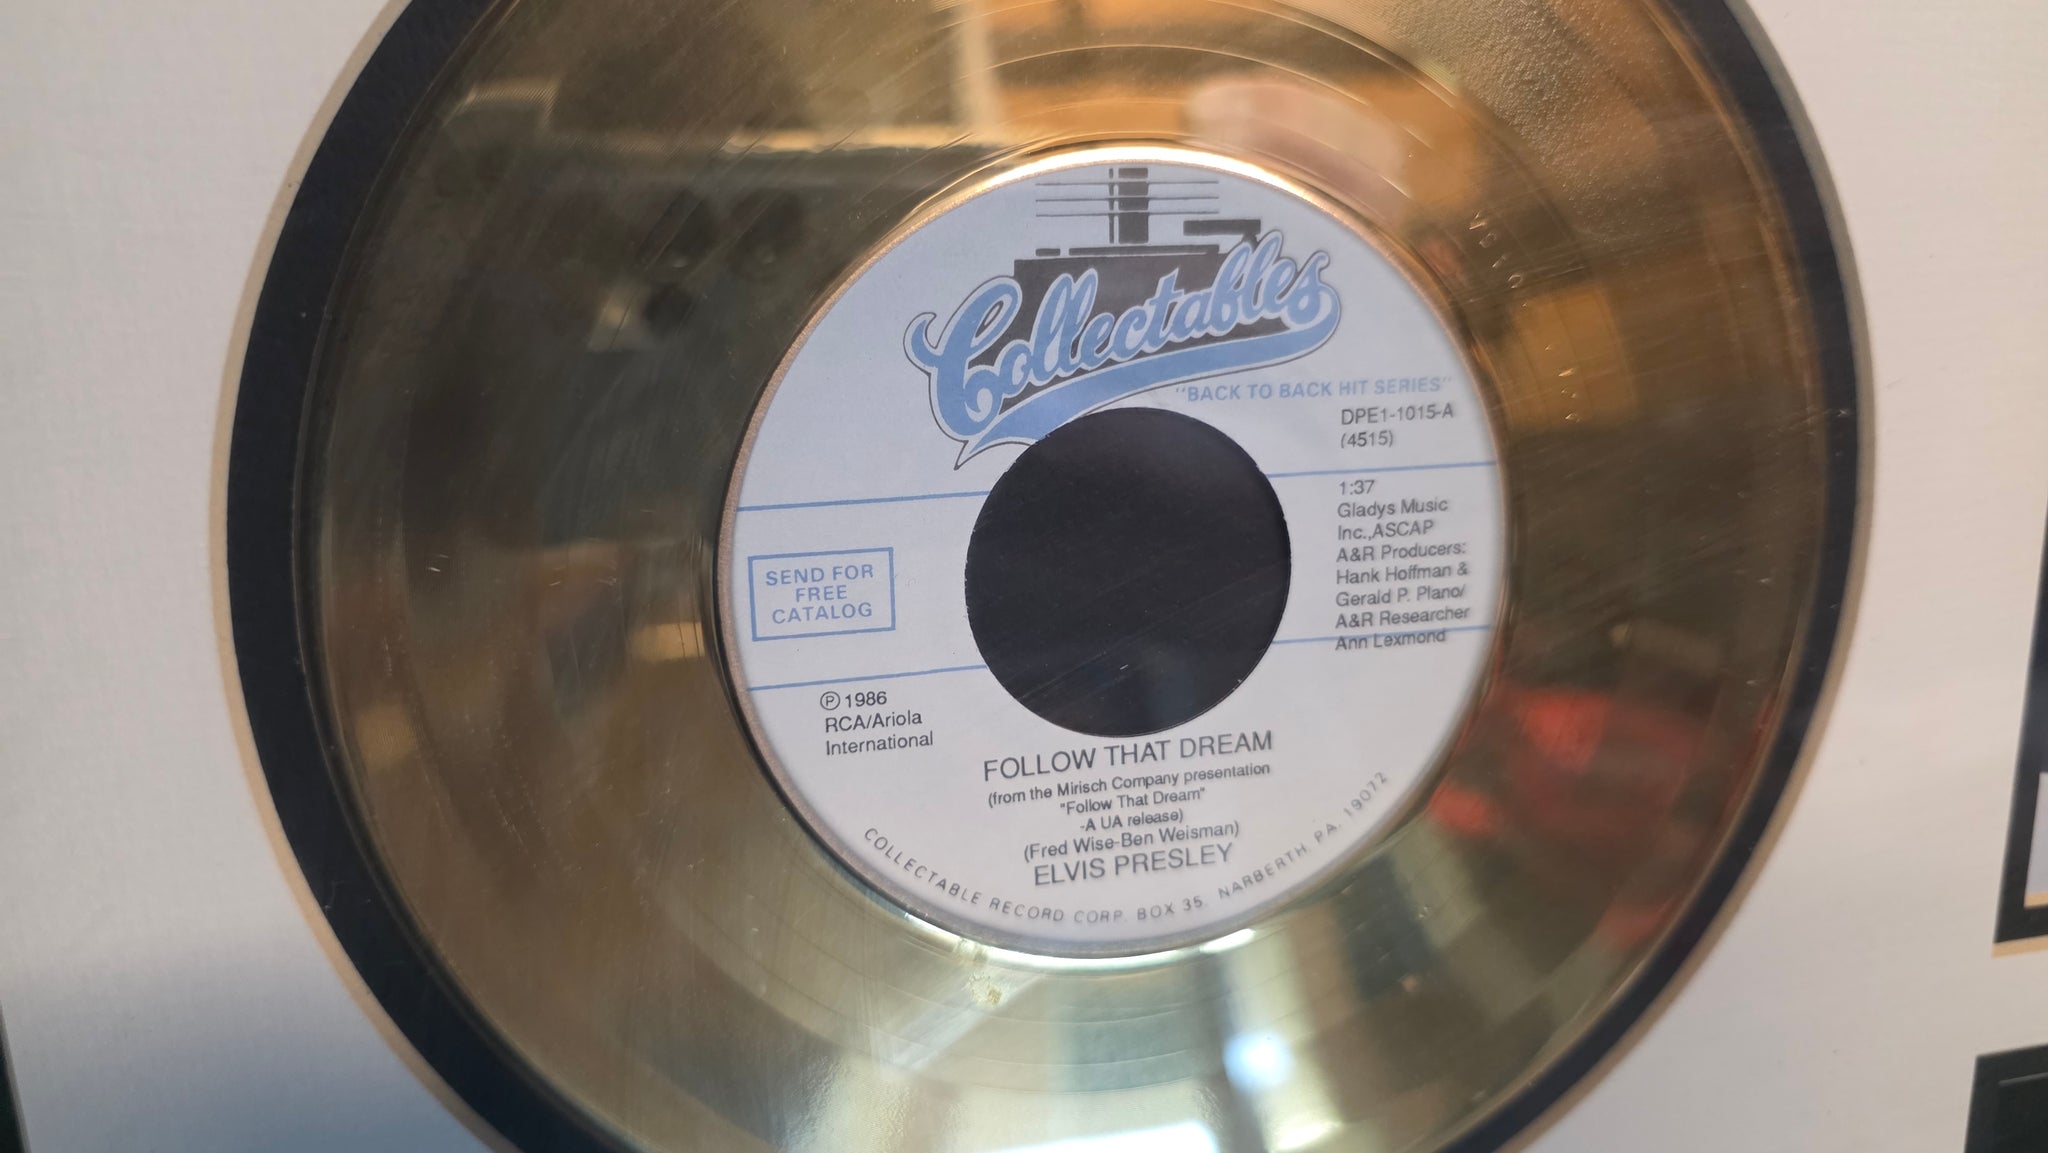 Collectables
"BACK TO BACK HIT SERIES"
DPE1-1015-A
(4515)
1:37
Gladys Music
Inc.,ASCAP
A&R Producers:
Hank Hoffman &
Gerald P. Plano/
A&R Researcher
Ann Lexmond
SEND FOR
FREE
CATALOG
℗ 1986
RCA/Ariola
International
FOLLOW THAT DREAM
(from the Mirisch Company presentation
"Follow That Dream"
-A UA release)
(Fred Wise-Ben Weisman)
ELVIS PRESLEY
COLLECTABLE RECORD CORP. BOX 35, NARBERTH, PA. 19072